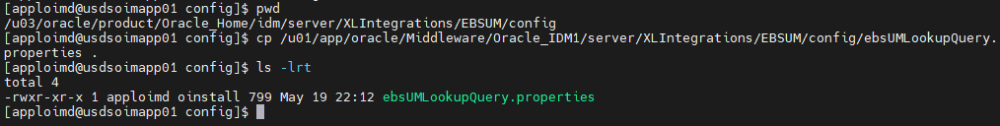 [apploimd@usdsoimapp01 config]$ pwd
/u03/oracle/product/Oracle_Home/idm/server/XLIntegrations/EBSUM/config
[apploimd@usdsoimapp01 config]$ cp /u01/app/oracle/Middleware/Oracle_IDM1/server/XLIntegrations/EBSUM/config/ebsUMLookupQuery.
properties .
[apploimd@usdsoimapp01 config]$ ls -lrt
total 4
-rwxr-xr-x 1 apploimd oinstall 799 May 19 22:12 ebsUMLookupQuery.properties
[apploimd@usdsoimapp01 config]$